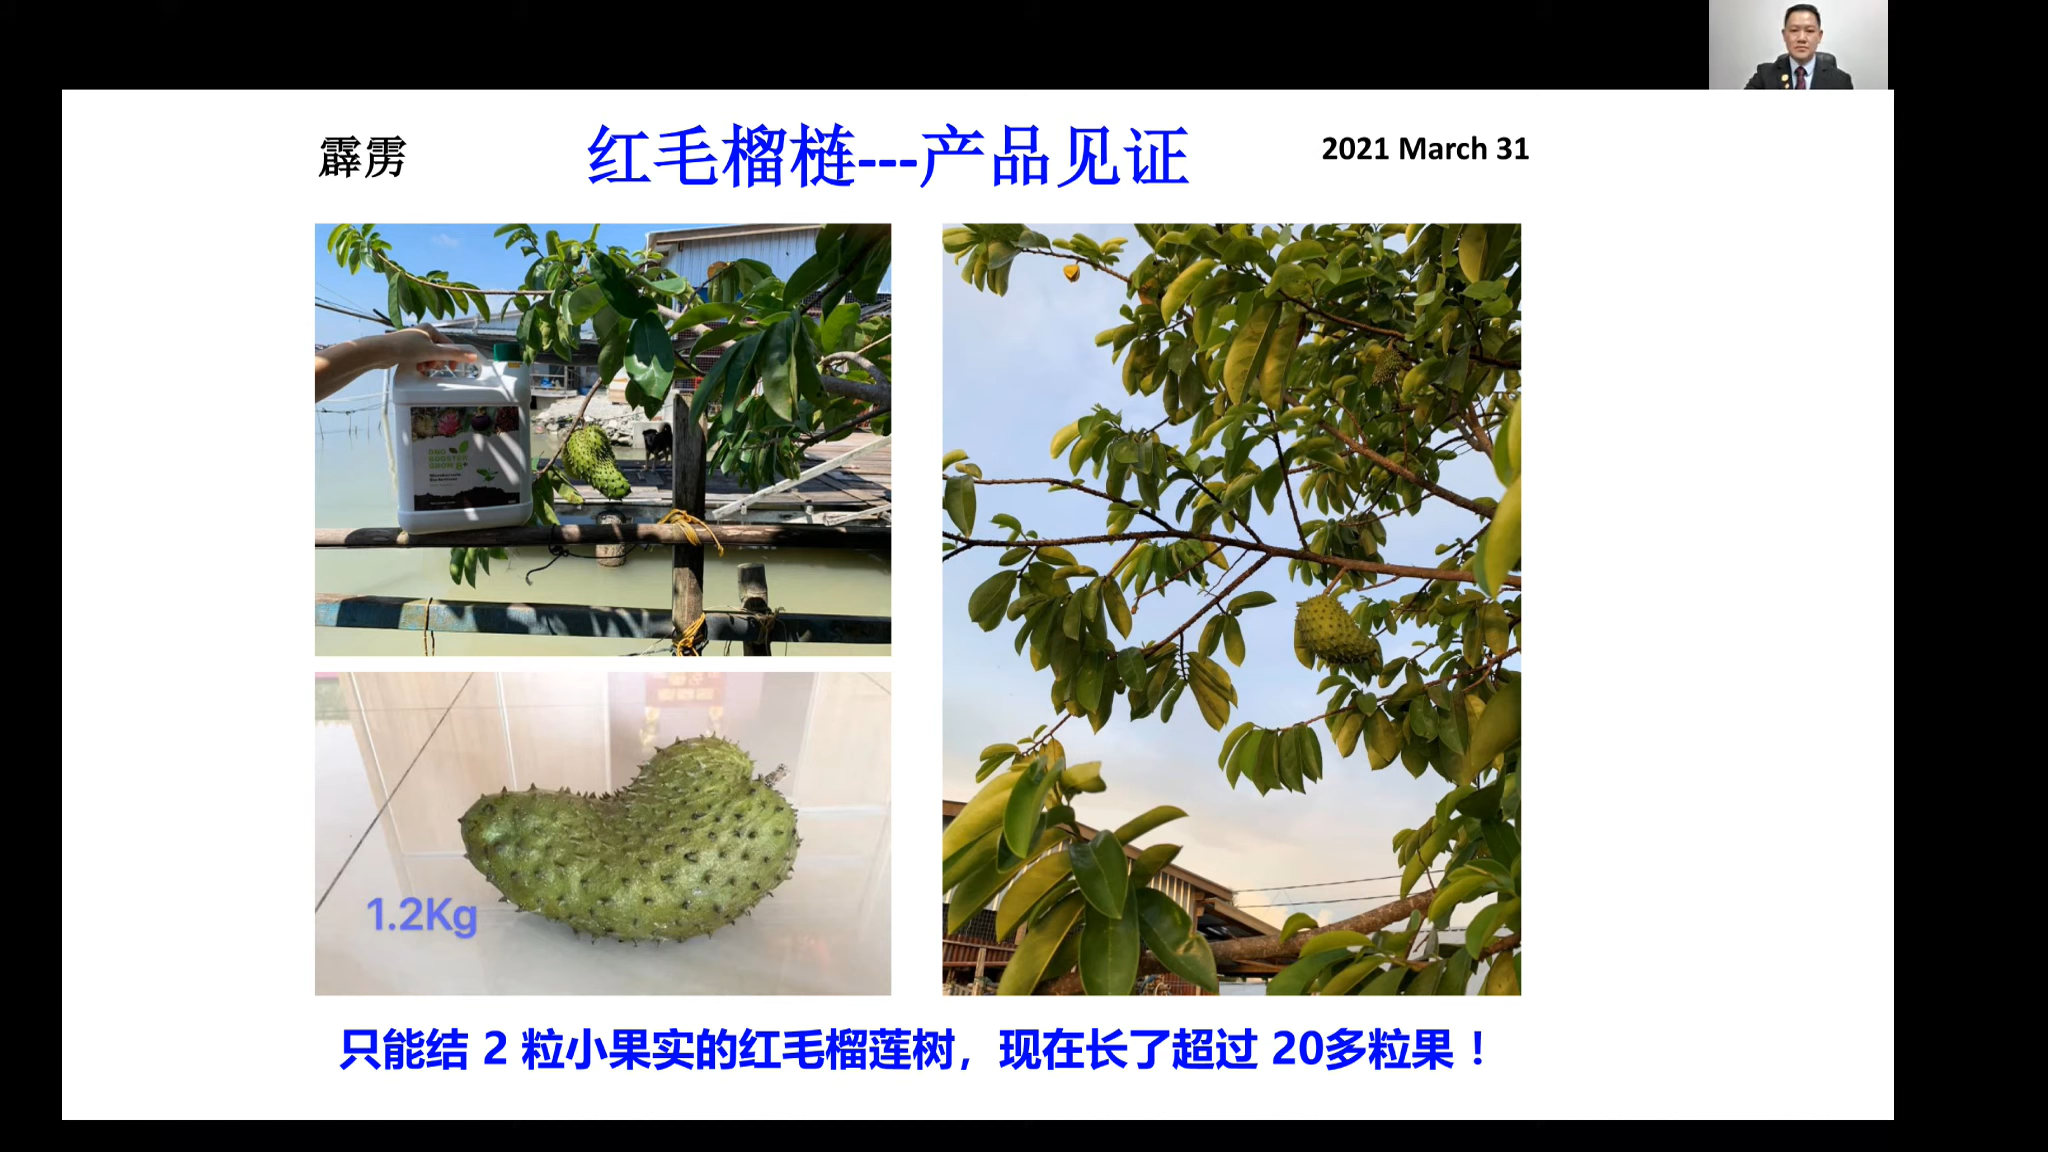 霹雳
红毛榴梿---产品见证
2021 March 31
BOOSTER
1.2Kg
只能结 2 粒小果实的红毛榴莲树，现在长了超过 20多粒果！